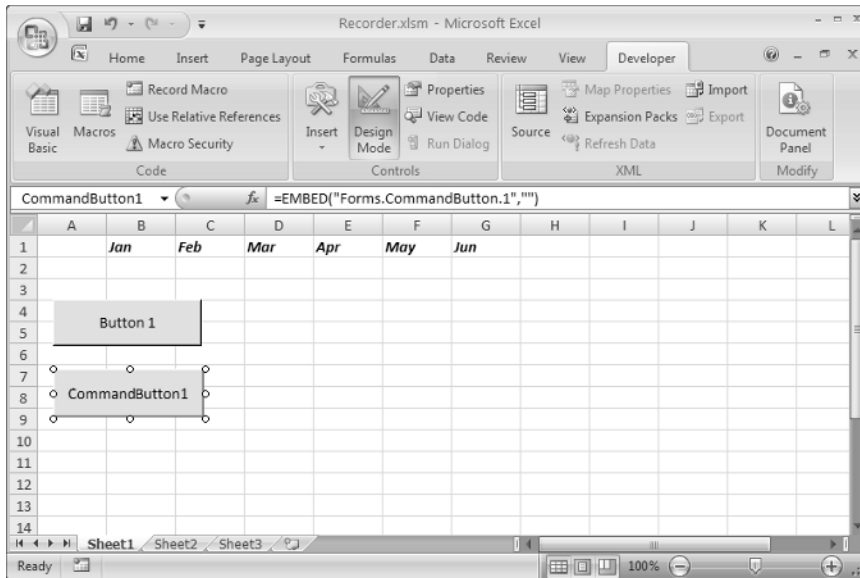 Recorder.xlsm - Microsoft Excel
Home Insert Page Layout Formulas Data Review View Developer
Visual Basic
Macros
Record Macro
Use Relative References
Macro Security
Code
Insert
Design Mode
Properties
View Code
Run Dialog
Controls
Source
Map Properties
Expansion Packs
Refresh Data
Import
Export
XML
Document Panel
Modify
CommandButton1 fx =EMBED("Forms.CommandButton.1","")
A B C D E F G H I J K L
1 Jan Feb Mar Apr May Jun
2
3
4
Button 1
5
6
7
CommandButton1
8
9
10
11
12
13
14
Sheet1 Sheet2 Sheet3
Ready 100%